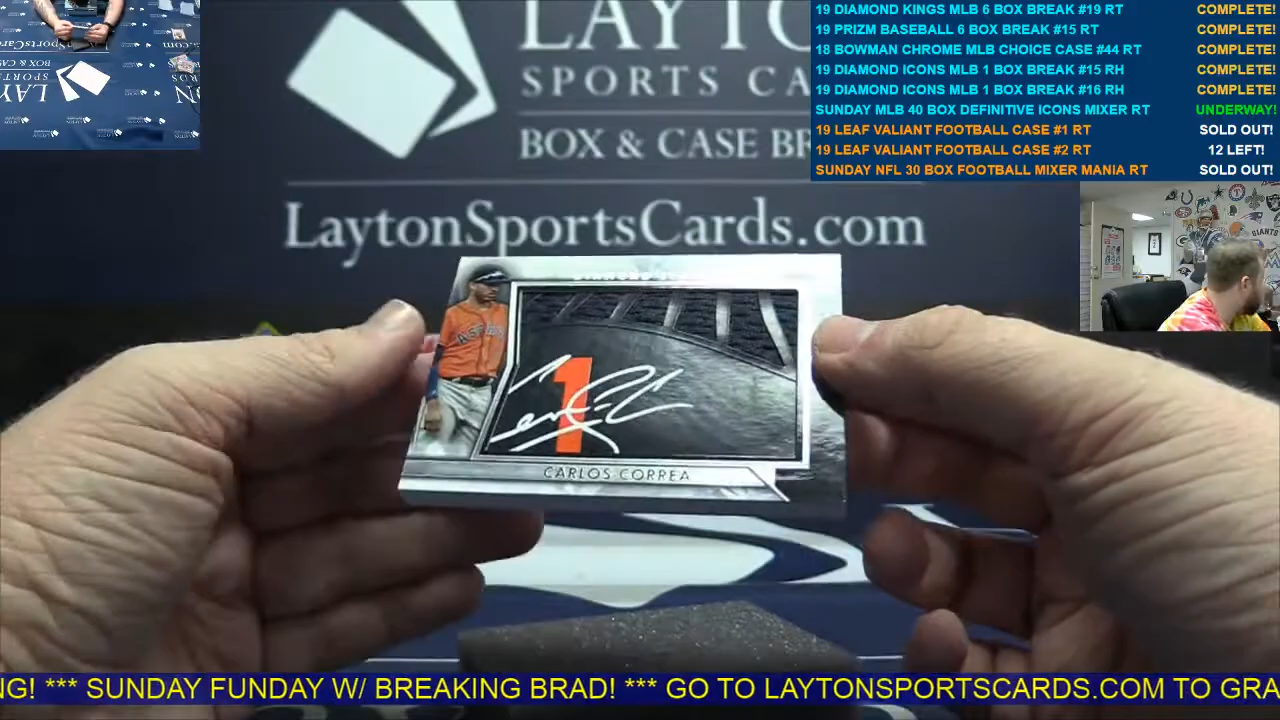 19 DIAMOND KINGS MLB 6 BOX BREAK #19 RT COMPLETE!
19 PRIZM BASEBALL 6 BOX BREAK #15 RT COMPLETE!
18 BOWMAN CHROME MLB CHOICE CASE #44 RT COMPLETE!
19 DIAMOND ICONS MLB 1 BOX BREAK #15 RH COMPLETE!
19 DIAMOND ICONS MLB 1 BOX BREAK #16 RH COMPLETE!
SUNDAY MLB 40 BOX DEFINITIVE ICONS MIXER RT UNDERWAY!
19 LEAF VALIANT FOOTBALL CASE #1 RT SOLD OUT!
19 LEAF VALIANT FOOTBALL CASE #2 RT 12 LEFT!
SUNDAY NFL 30 BOX FOOTBALL MIXER MANIA RT SOLD OUT!
LAYTO
SPORTS CA
BOX & CASE BR
LaytonSportsCards.com
1
CARLOS CORREA
NG! *** SUNDAY FUNDAY W/ BREAKING BRAD! *** GO TO LAYTONSPORTSCARDS.COM TO GRA